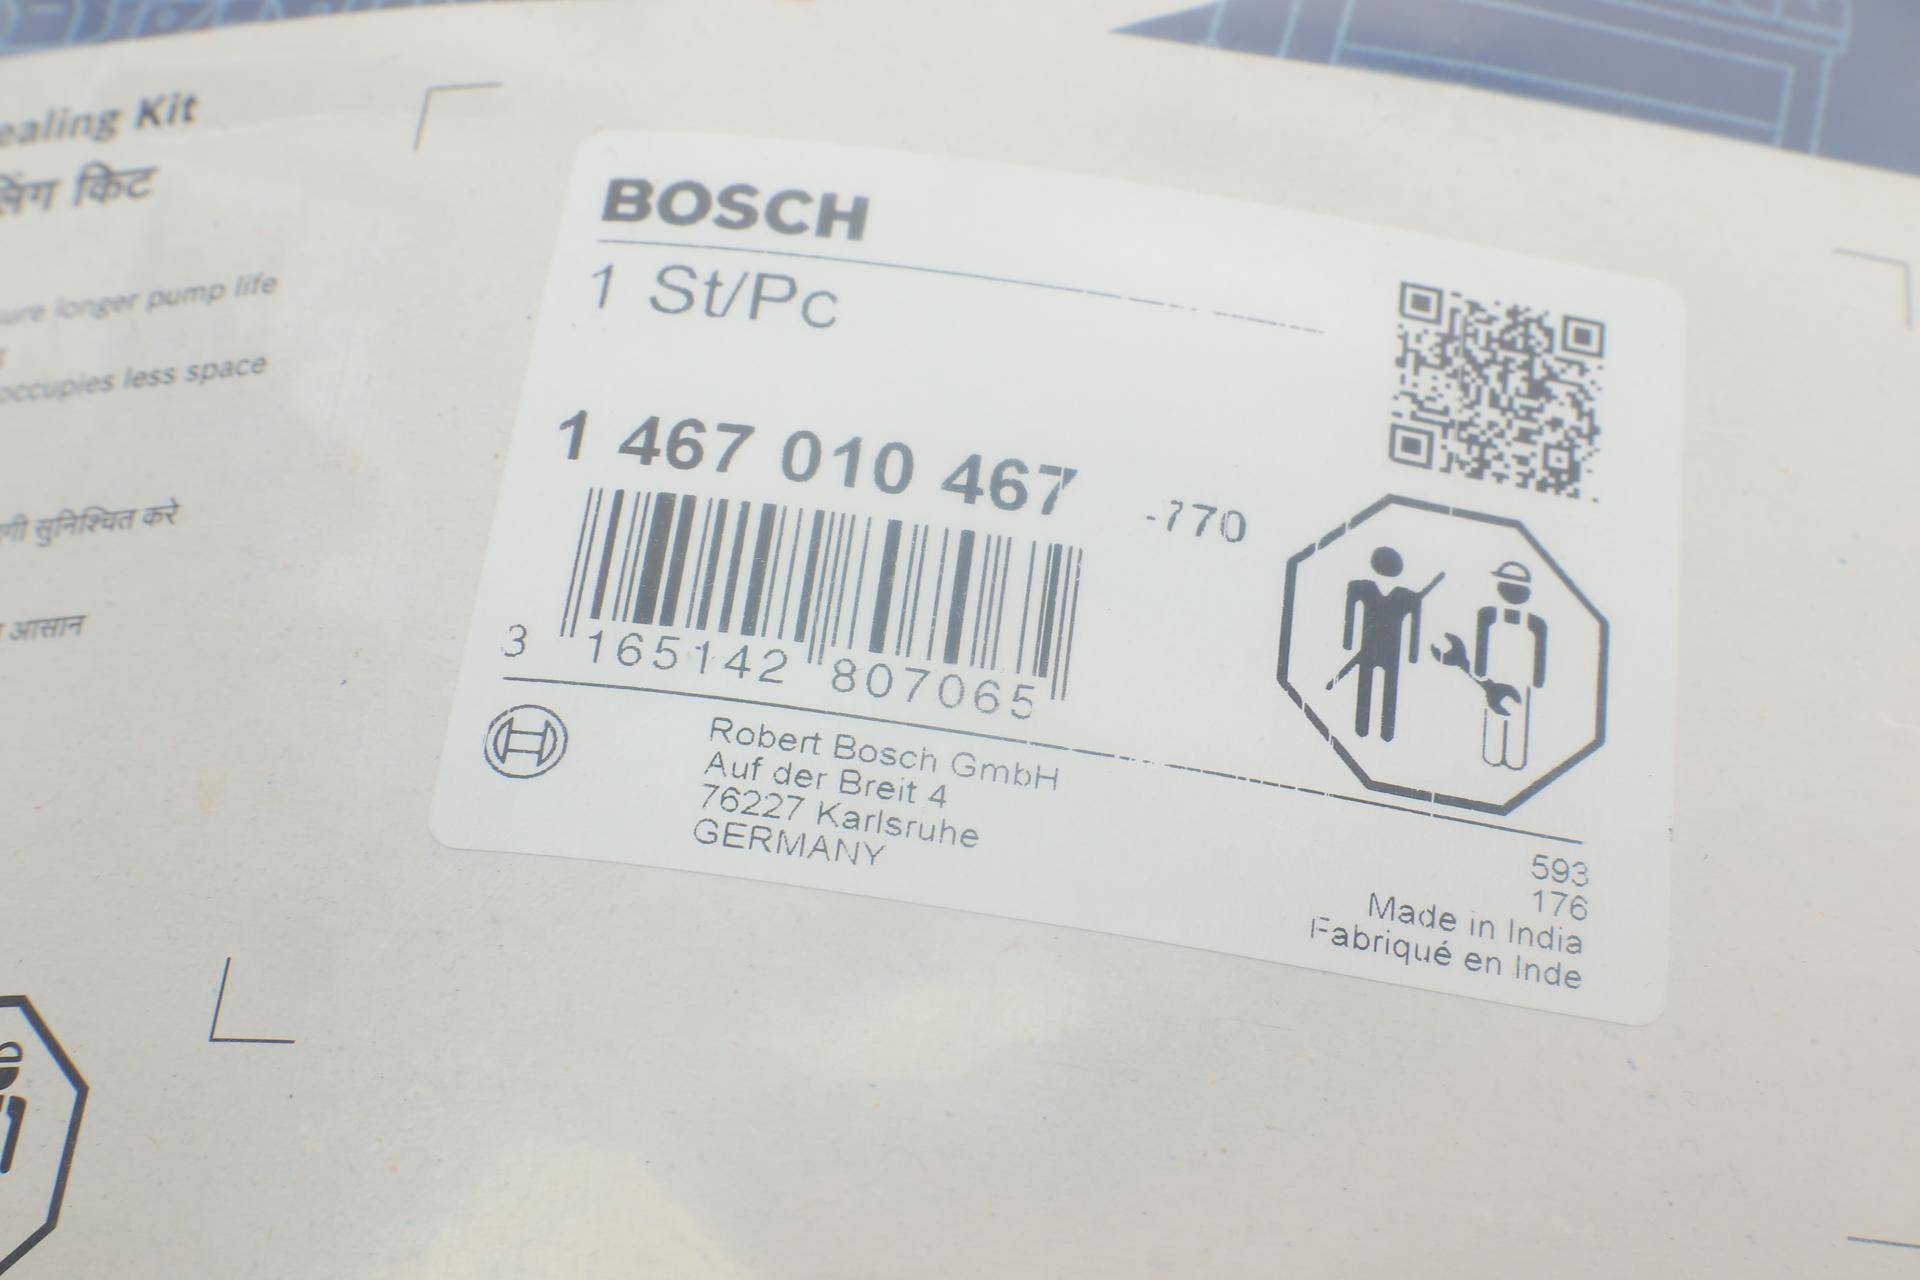 Kit
किट
longer pump life
occupies less space
सुनिश्चित करे
आसान
BOSCH
1 St/Pc
1 467 010 467 -770
3 165142 807065
Robert Bosch GmbH
Auf der Breit 4
76227 Karlsruhe
GERMANY
593
176
Made in India
Fabriqué en Inde